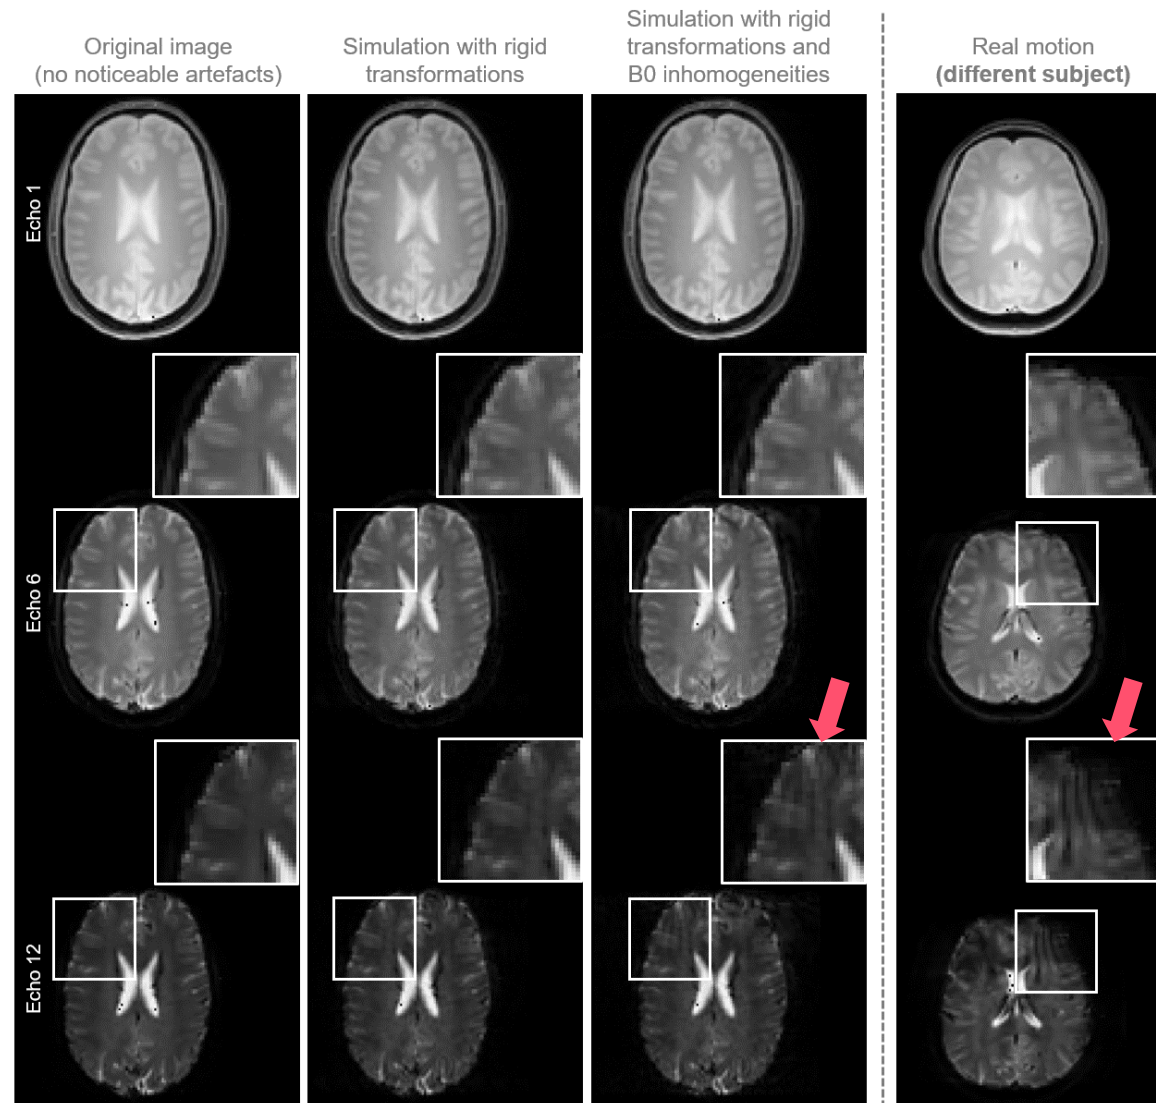 Original image
(no noticeable artefacts)
Simulation with rigid
transformations
Simulation with rigid
transformations and
B0 inhomogeneities
Real motion
(different subject)
Echo 1
Echo 6
Echo 12